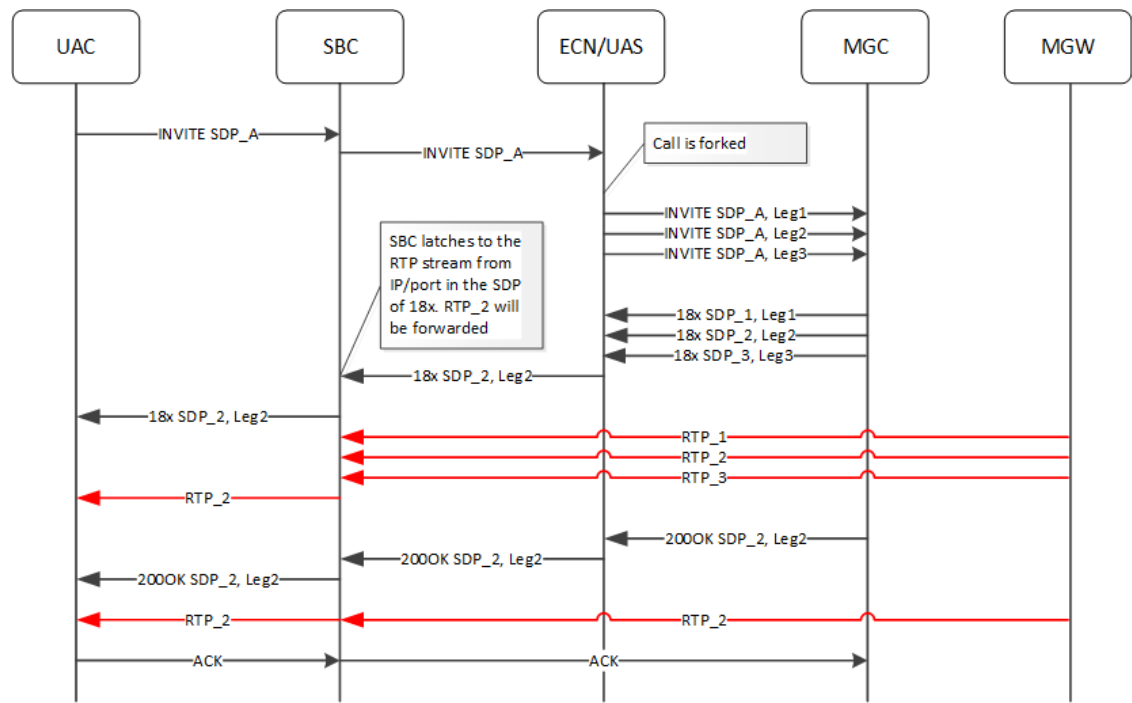 UAC
SBC
ECN/UAS
MGC
MGW
INVITE SDP_A
INVITE SDP_A
Call is forked
INVITE SDP_A, Leg1
INVITE SDP_A, Leg2
INVITE SDP_A, Leg3
SBC latches to the
RTP stream from
IP/port in the SDP
of 18x. RTP_2 will
be forwarded
18x SDP_1, Leg1
18x SDP_2, Leg2
18x SDP_3, Leg3
18x SDP_2, Leg2
18x SDP_2, Leg2
RTP_1
RTP_2
RTP_3
RTP_2
200OK SDP_2, Leg2
200OK SDP_2, Leg2
200OK SDP_2, Leg2
RTP_2
RTP_2
ACK
ACK